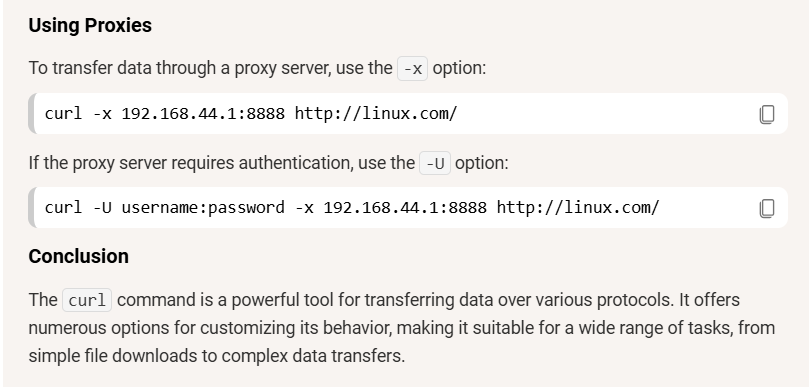 Using Proxies
To transfer data through a proxy server, use the -x option:
curl -x 192.168.44.1:8888 http://linux.com/
If the proxy server requires authentication, use the -U option:
curl -U username:password -x 192.168.44.1:8888 http://linux.com/
Conclusion
The curl command is a powerful tool for transferring data over various protocols. It offers
numerous options for customizing its behavior, making it suitable for a wide range of tasks, from
simple file downloads to complex data transfers.